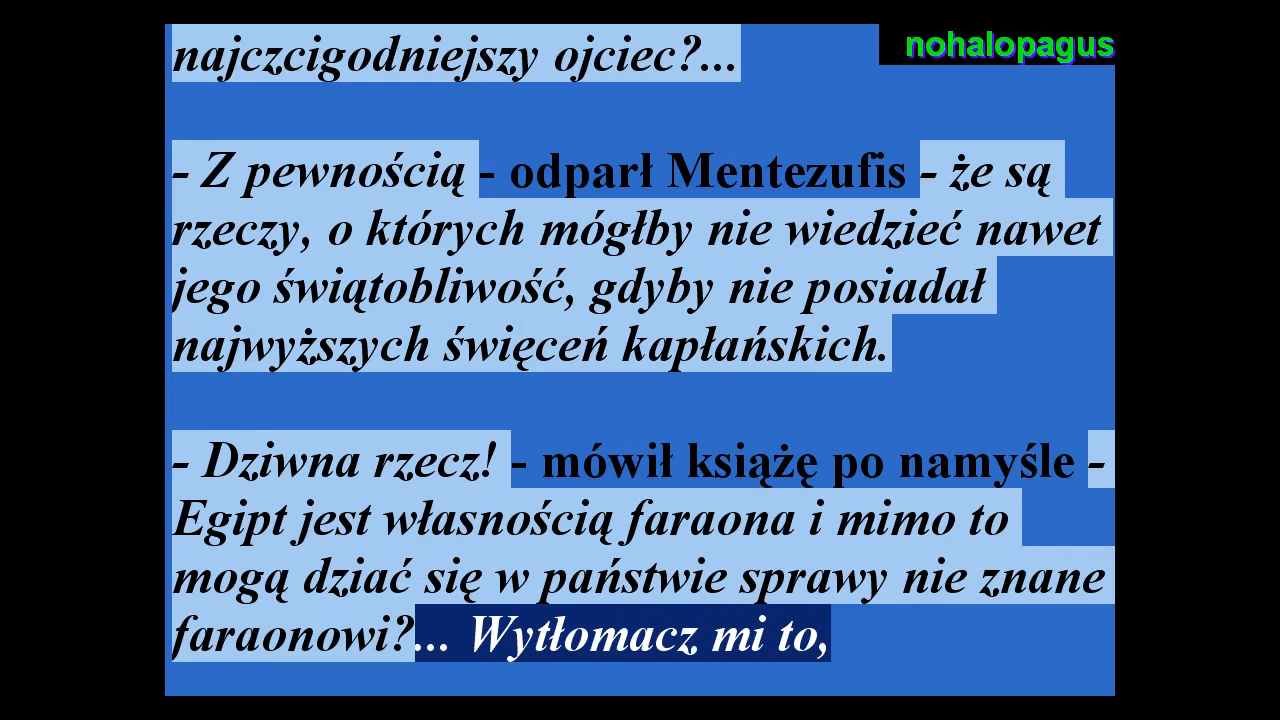 najczcigodniejszy ojciec?...
nohalopagus
- Z pewnością - odparł Mentezufis - że są
rzeczy, o których mógłby nie wiedzieć nawet
jego świątobliwość, gdyby nie posiadał
najwyższych święceń kapłańskich.
- Dziwna rzecz! - mówił książę po namyśle -
Egipt jest własnością faraona i mimo to
mogą dziać się w państwie sprawy nie znane
faraonowi?... Wytłomacz mi to,